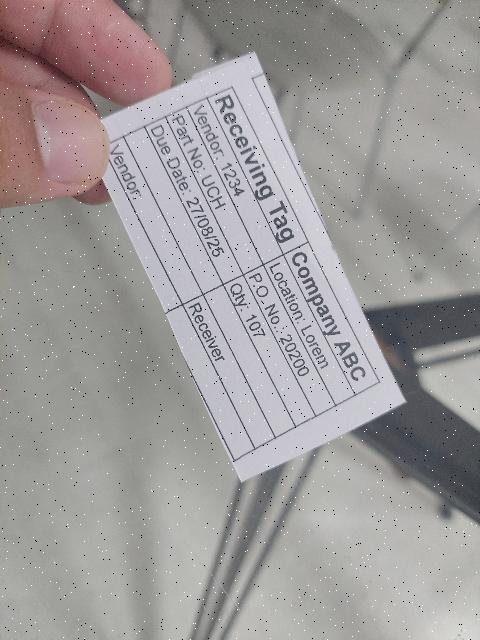 Receiving Tag Company ABC
Vendor: 1234 Location: Lorem
Part No: UCH P.O. No.: 20200
Due Date: 27/08/25 Qty: 107
Vendor: Receiver